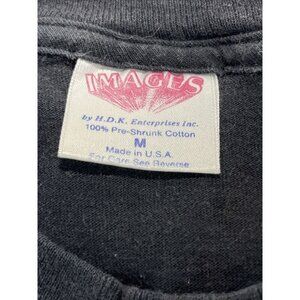 IMAGES
by H.D.K. Enterprises Inc.
100% Pre-Shrunk Cotton
M
Made in U.S.A.
For Care See Reverse